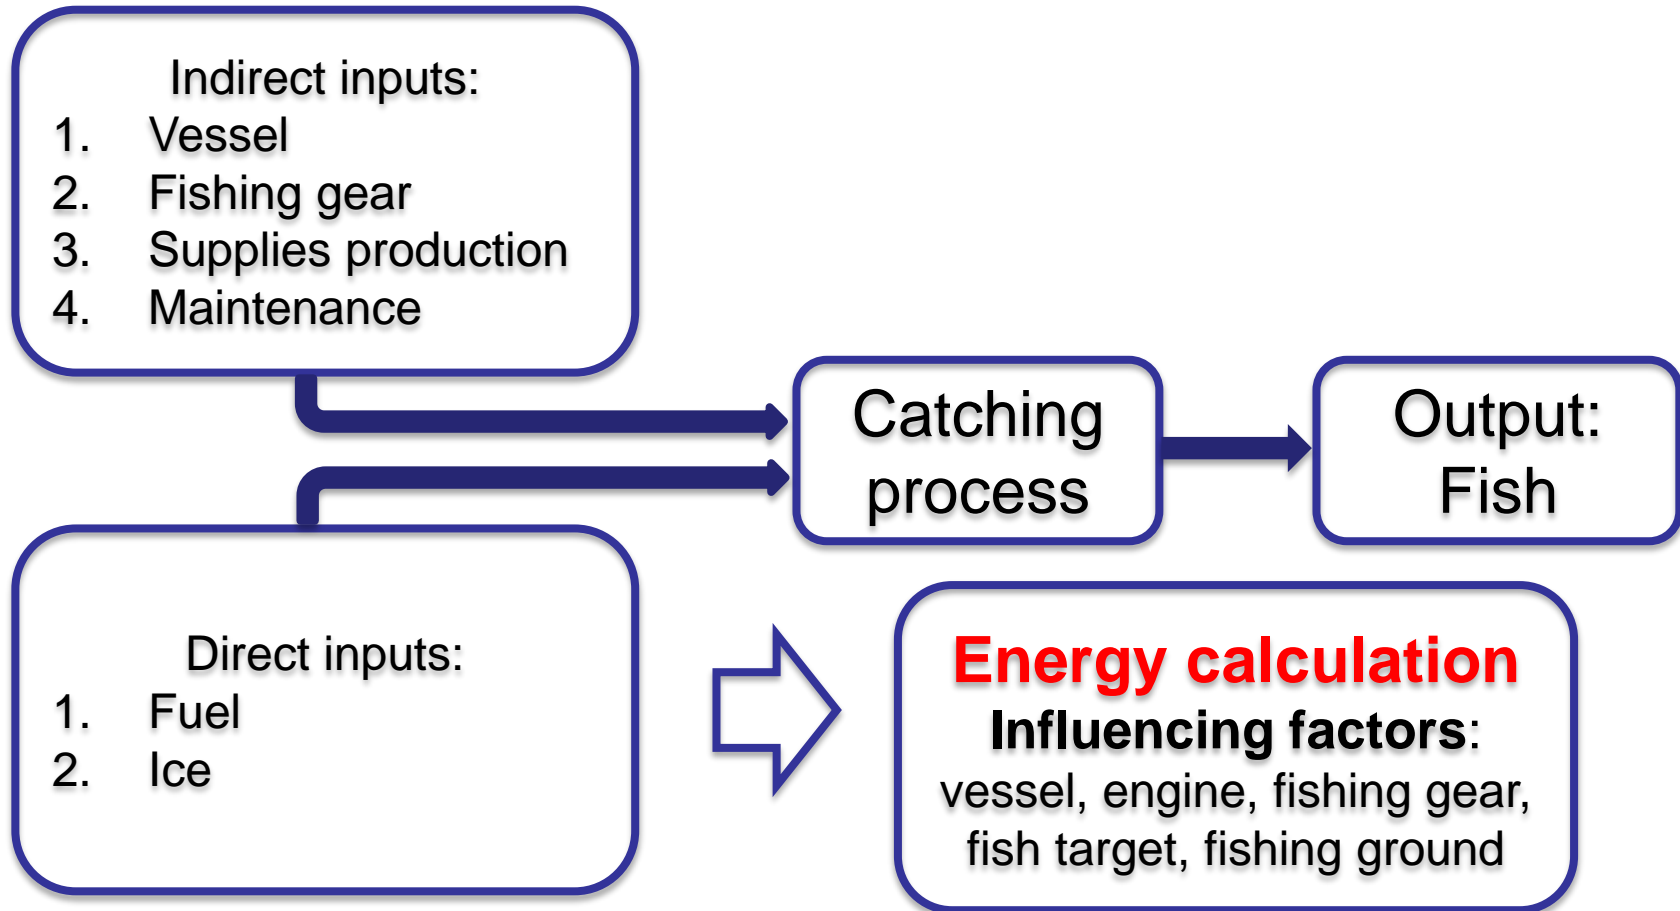 Indirect inputs:
1. Vessel
2. Fishing gear
3. Supplies production
4. Maintenance
Catching
process
Output:
Fish
Direct inputs:
1. Fuel
2. Ice
Energy calculation
Influencing factors:
vessel, engine, fishing gear,
fish target, fishing ground